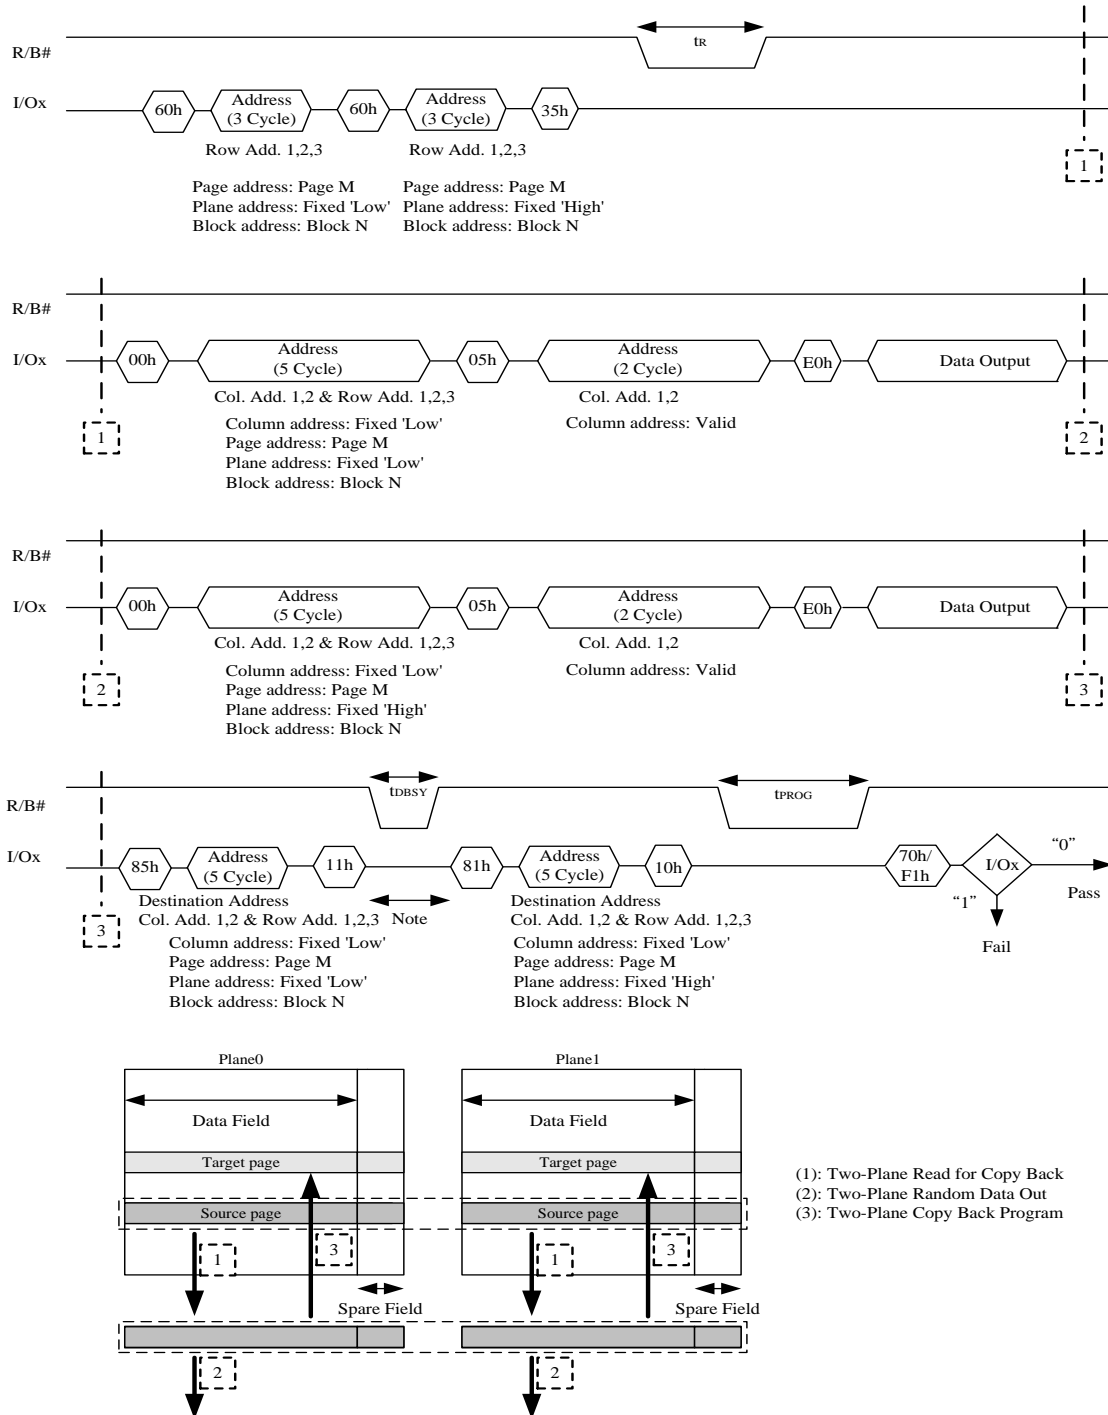 tR
R/B#
I/Ox
60h
Address
(3 Cycle)
60h
Address
(3 Cycle)
35h
Row Add. 1,2,3
Row Add. 1,2,3
1
Page address: Page M
Plane address: Fixed 'Low'
Block address: Block N
Page address: Page M
Plane address: Fixed 'High'
Block address: Block N
R/B#
I/Ox
00h
Address
(5 Cycle)
05h
Address
(2 Cycle)
E0h
Data Output
Col. Add. 1,2 & Row Add. 1,2,3
Col. Add. 1,2
1
Column address: Fixed 'Low'
Page address: Page M
Plane address: Fixed 'Low'
Block address: Block N
Column address: Valid
2
R/B#
I/Ox
00h
Address
(5 Cycle)
05h
Address
(2 Cycle)
E0h
Data Output
Col. Add. 1,2 & Row Add. 1,2,3
Col. Add. 1,2
2
Column address: Fixed 'Low'
Page address: Page M
Plane address: Fixed 'High'
Block address: Block N
Column address: Valid
3
tDBSY
tPROG
R/B#
I/Ox
85h
Address
(5 Cycle)
11h
81h
Address
(5 Cycle)
10h
70h/
F1h
I/Ox
“0”
Pass
“1”
Fail
Destination Address
Col. Add. 1,2 & Row Add. 1,2,3
Note
Destination Address
Col. Add. 1,2 & Row Add. 1,2,3
3
Column address: Fixed 'Low'
Page address: Page M
Plane address: Fixed 'Low'
Block address: Block N
Column address: Fixed 'Low'
Page address: Page M
Plane address: Fixed 'High'
Block address: Block N
Plane0
Plane1
Data Field
Data Field
Target page
Target page
Source page
Source page
1
3
1
3
Spare Field
Spare Field
2
2
(1): Two-Plane Read for Copy Back
(2): Two-Plane Random Data Out
(3): Two-Plane Copy Back Program